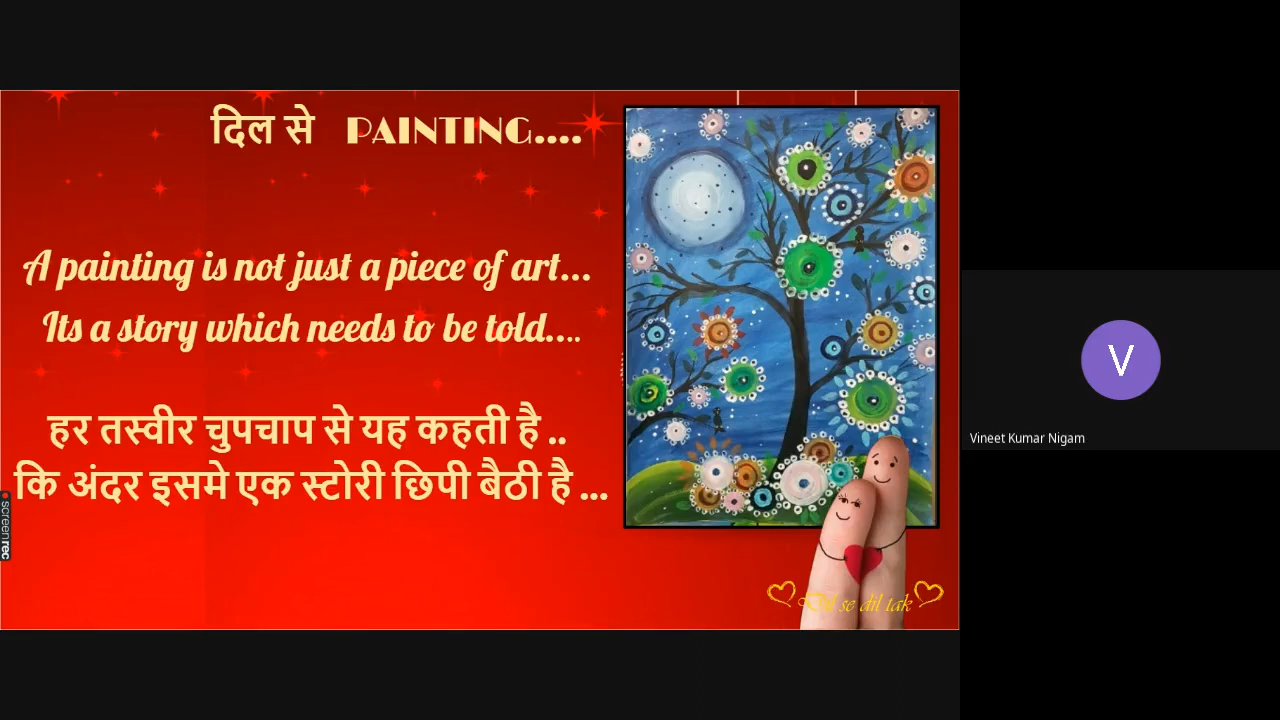 दिल से PAINTING....
A painting is not just a piece of art...
Its a story which needs to be told....
हर तस्वीर चुपचाप से यह कहती है ..
कि अंदर इसमे एक स्टोरी छिपी बैठी है ...
Dil se dil tak
screenrec
V
Vineet Kumar Nigam